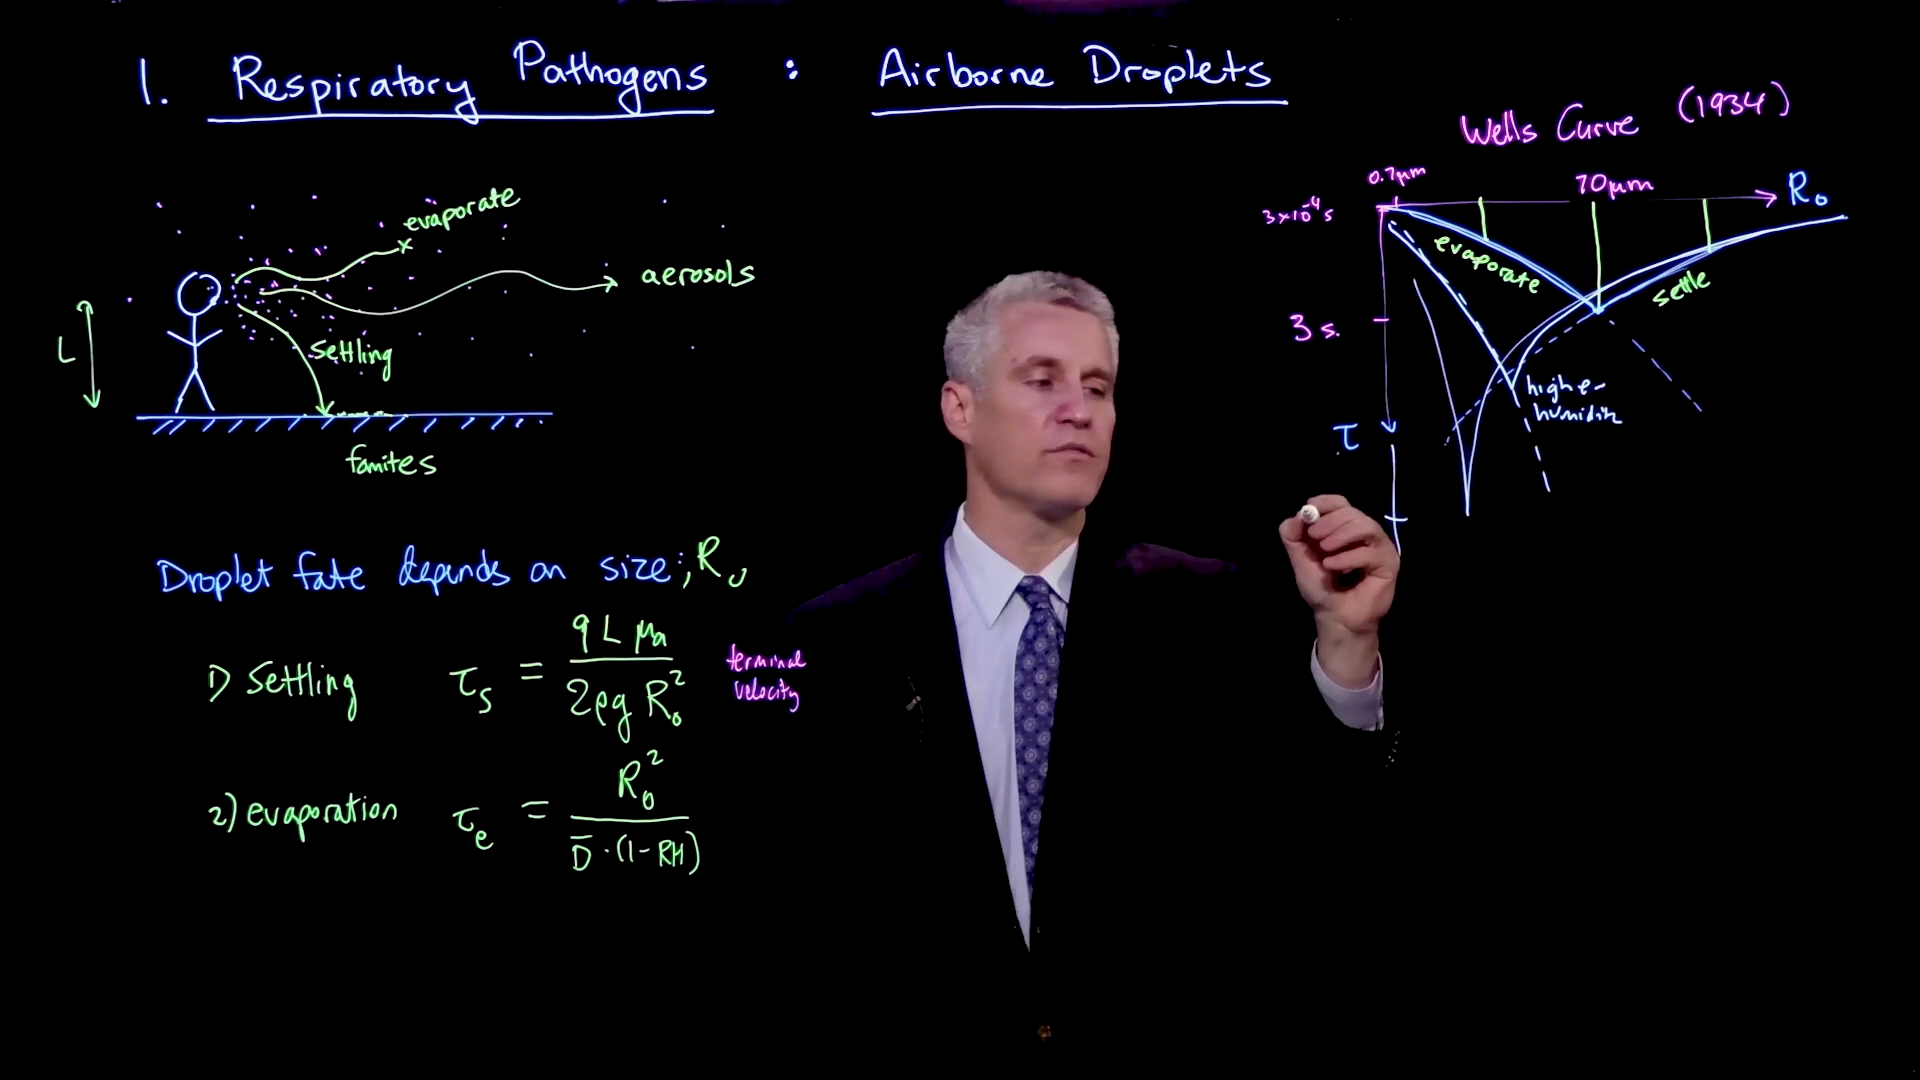 1. Respiratory Pathogens : Airborne Droplets
Wells Curve (1934)
0.7μm
70μm
R₀
3×10⁻⁴ s
evaporate
settle
3 s.
higher
humidity
τ
evaporate
aerosols
L
settling
fomites
Droplet fate depends on size:, R₀
1) Settling τₛ = 9 L μₐ / 2ρg R₀²
terminal
velocity
2) evaporation τₑ = R₀² / D̅ · (1 - RH)